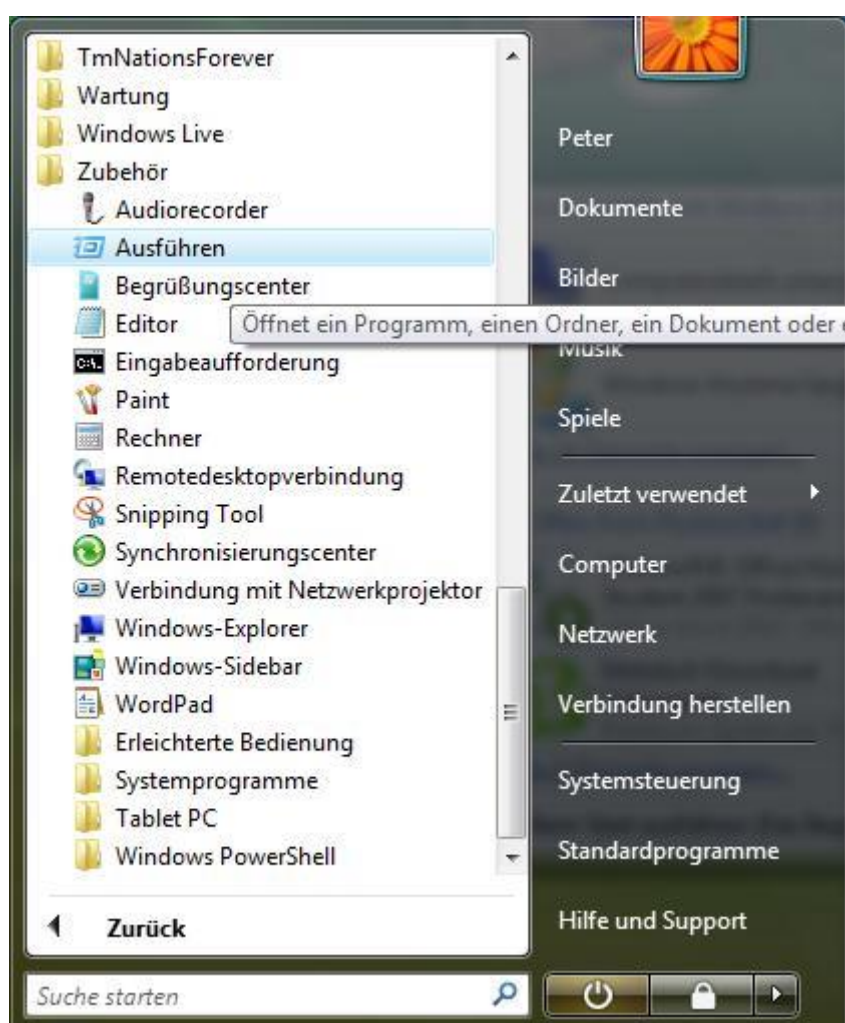 TmNationsForever
Wartung
Windows Live
Zubehör
Audiorecorder
Ausführen
Begrüßungscenter
Editor
Öffnet ein Programm, einen Ordner, ein Dokument oder
Eingabeaufforderung
Paint
Rechner
Remotedesktopverbindung
Snipping Tool
Synchronisierungscenter
Verbindung mit Netzwerkprojektor
Windows-Explorer
Windows-Sidebar
WordPad
Erleichterte Bedienung
Systemprogramme
Tablet PC
Windows PowerShell
Zurück
Suche starten
Peter
Dokumente
Bilder
Musik
Spiele
Zuletzt verwendet
Computer
Netzwerk
Verbindung herstellen
Systemsteuerung
Standardprogramme
Hilfe und Support